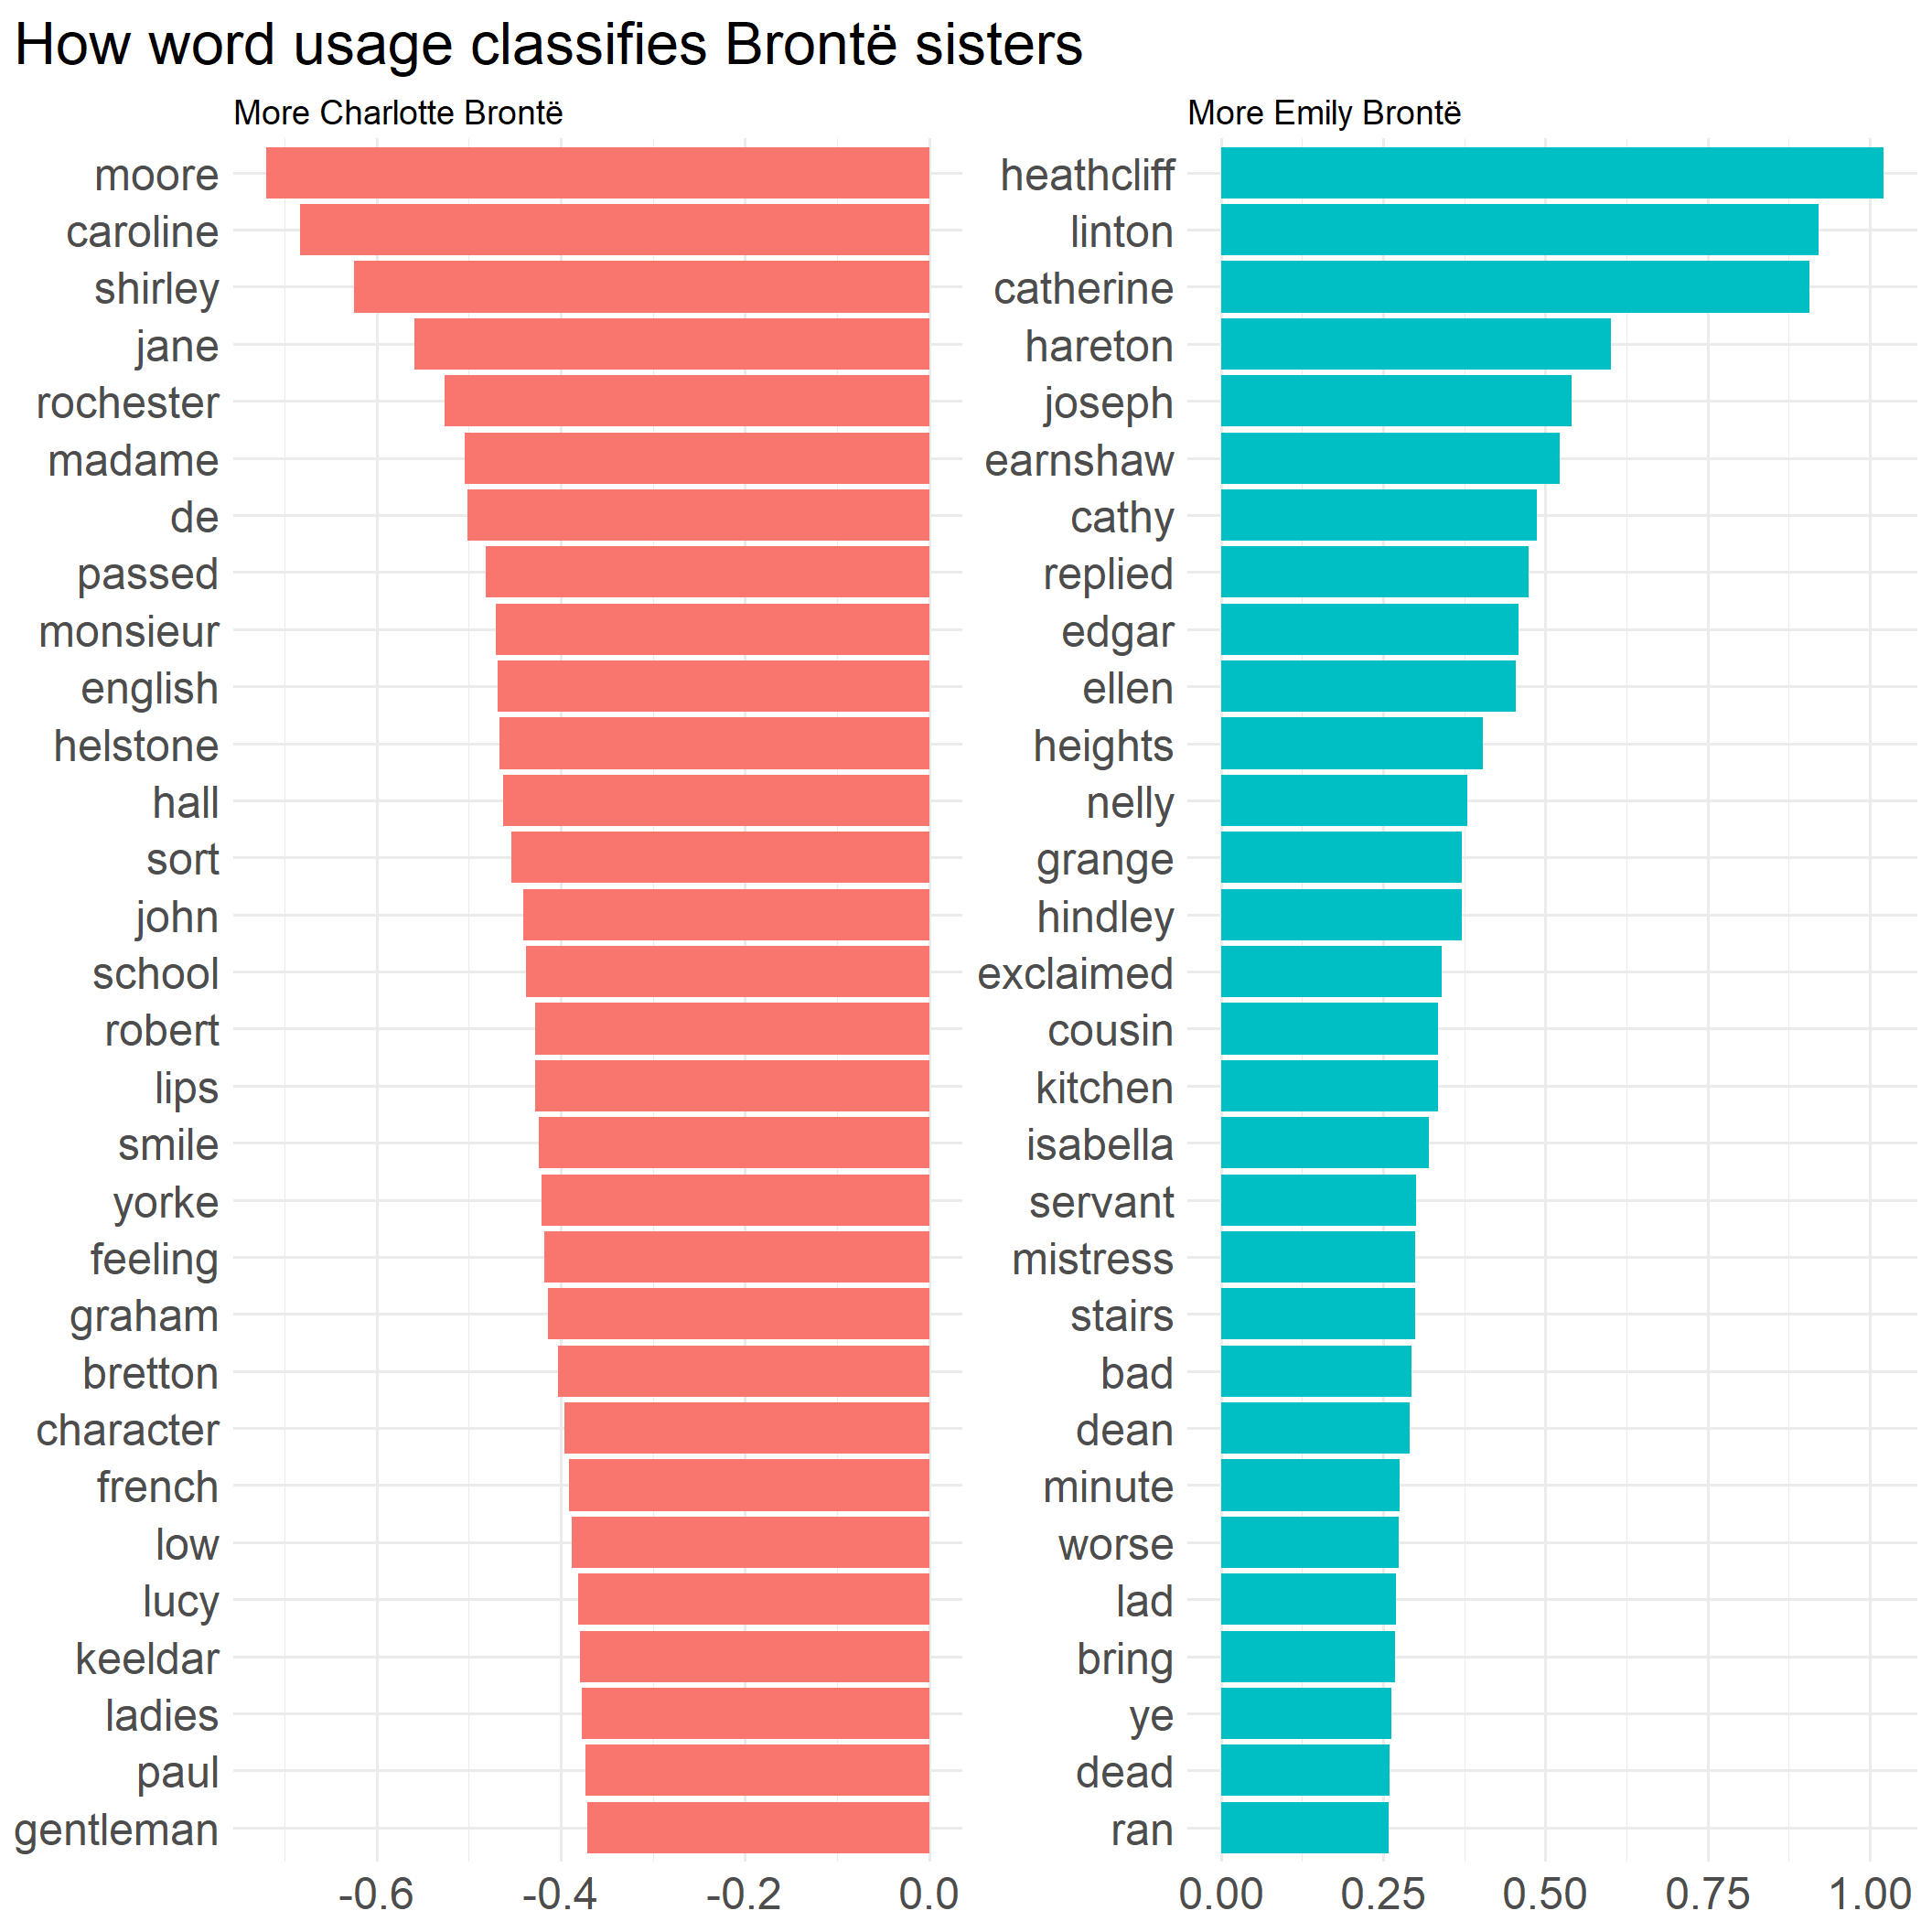 How word usage classifies Brontë sisters
More Charlotte Brontë
moore
caroline
shirley
jane
rochester
madame
de
passed
monsieur
english
helstone
hall
sort
john
school
robert
lips
smile
yorke
feeling
graham
bretton
character
french
low
lucy
keeldar
ladies
paul
gentleman
-0.6 -0.4 -0.2 0.0
More Emily Brontë
heathcliff
linton
catherine
hareton
joseph
earnshaw
cathy
replied
edgar
ellen
heights
nelly
grange
hindley
exclaimed
cousin
kitchen
isabella
servant
mistress
stairs
bad
dean
minute
worse
lad
bring
ye
dead
ran
0.00 0.25 0.50 0.75 1.00